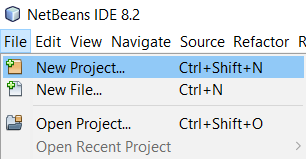 NetBeans IDE 8.2
File Edit View Navigate Source Refactor R
New Project... Ctrl+Shift+N
New File... Ctrl+N
Open Project... Ctrl+Shift+O
Open Recent Project